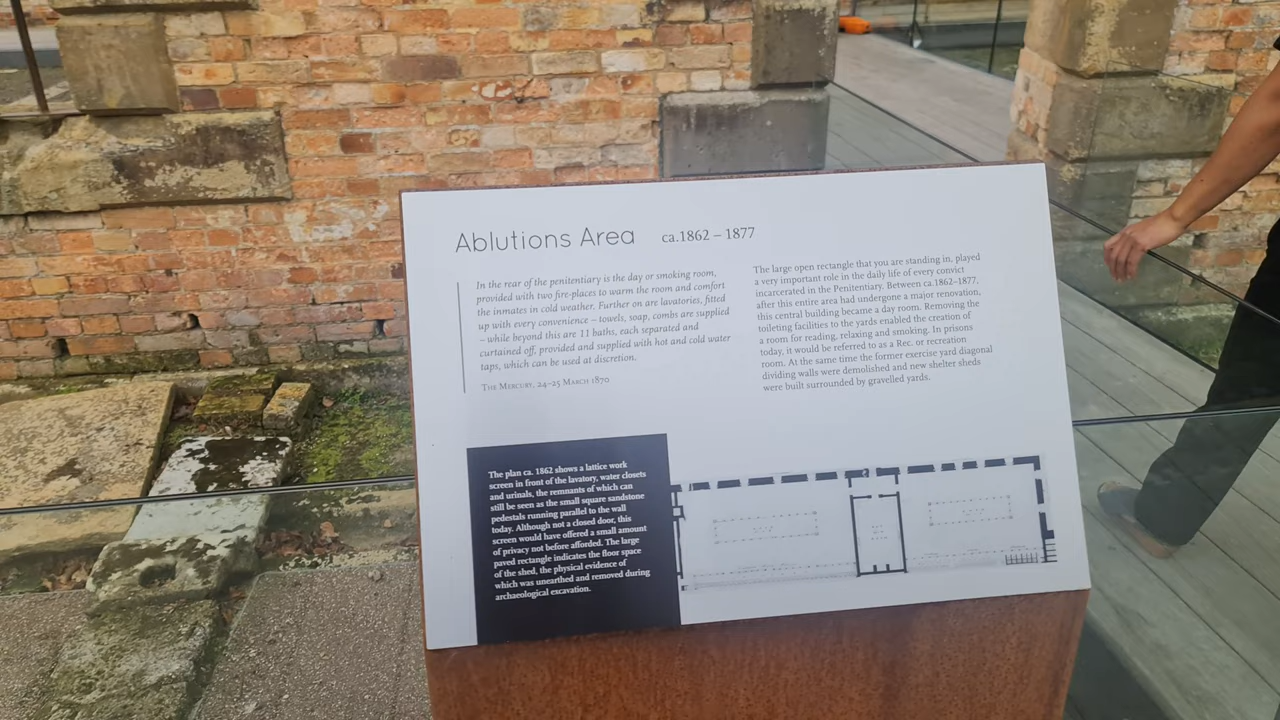 Ablutions Area ca.1862 – 1877
In the rear of the penitentiary is the day or smoking room,
provided with two fire-places to warm the room and comfort
the inmates in cold weather. Further on are lavatories, fitted
up with every convenience – towels, soap, combs are supplied
– while beyond this are 11 baths, each separated and
curtained off, provided and supplied with hot and cold water
taps, which can be used at discretion.
The Mercury, 24-25 March 1870
The large open rectangle that you are standing in, played
a very important role in the daily life of every convict
incarcerated in the Penitentiary. Between ca.1862–1877,
after this entire area had undergone a major renovation,
this central building became a day room. Removing the
toileting facilities to the yards enabled the creation of
a room for reading, relaxing and smoking. In prisons
today, it would be referred to as a Rec. or recreation
room. At the same time the former exercise yard diagonal
dividing walls were demolished and new shelter sheds
were built surrounded by gravelled yards.
The plan ca. 1862 shows a lattice work
screen in front of the lavatory, water closets
and urinals, the remnants of which can
still be seen as the small square sandstone
pedestals running parallel to the wall
today. Although not a closed door, this
screen would have offered a small amount
of privacy not before afforded. The large
paved rectangle indicates the floor space
of the shed, the physical evidence of
which was unearthed and removed during
archaeological excavation.